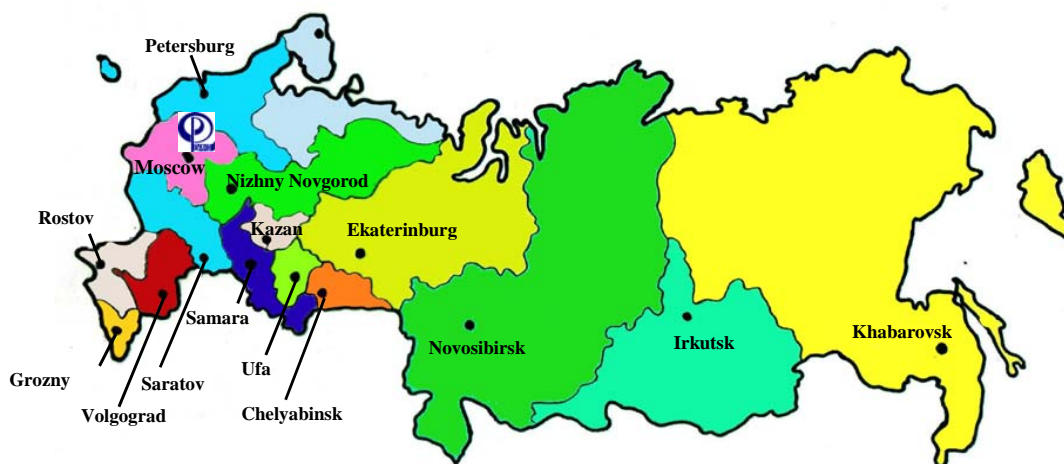 Petersburg
Moscow
Nizhny Novgorod
Rostov
Kazan
Ekaterinburg
Samara
Novosibirsk
Irkutsk
Khabarovsk
Grozny
Saratov
Ufa
Volgograd
Chelyabinsk